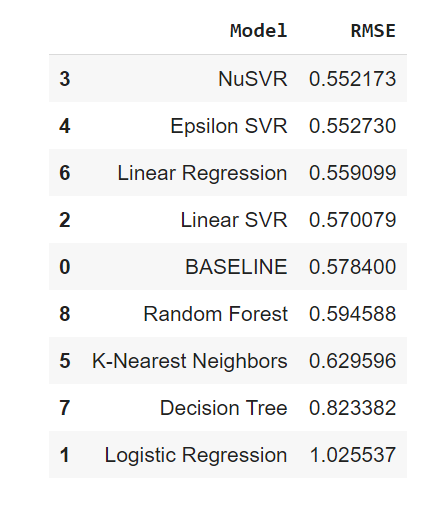 Model RMSE
3 NuSVR 0.552173
4 Epsilon SVR 0.552730
6 Linear Regression 0.559099
2 Linear SVR 0.570079
0 BASELINE 0.578400
8 Random Forest 0.594588
5 K-Nearest Neighbors 0.629596
7 Decision Tree 0.823382
1 Logistic Regression 1.025537